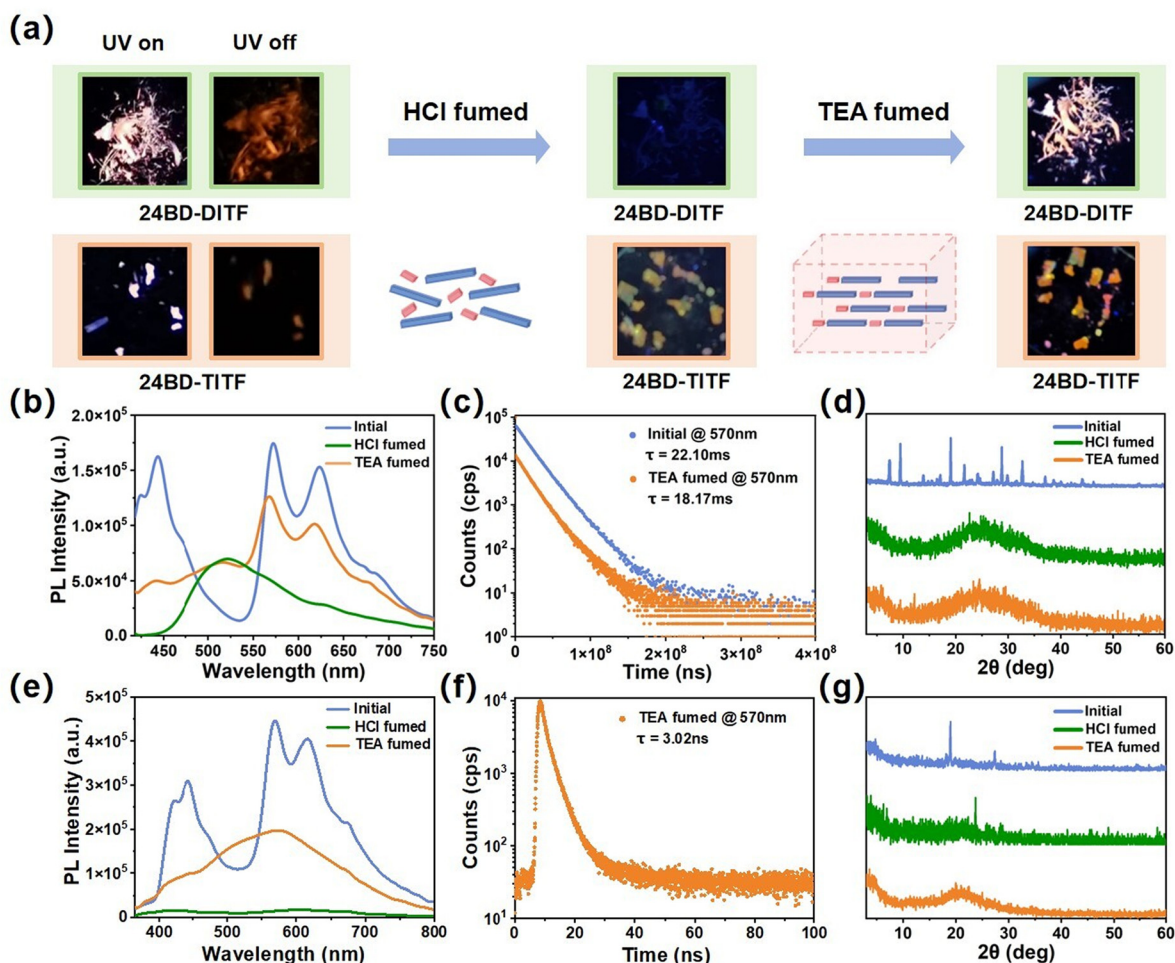 (a)
UV on UV off
HCl fumed
TEA fumed
24BD-DITF
24BD-DITF
24BD-DITF
24BD-TITF
24BD-TITF
24BD-TITF
(b)
PL Intensity (a.u.)
2.0×10⁵
1.5×10⁵
1.0×10⁵
5.0×10⁴
0.0
Intial
HCl fumed
TEA fumed
450 500 550 600 650 700 750
Wavelength (nm)
(c)
Counts (cps)
10⁵
10⁴
10³
10²
10¹
10⁰
Initial @ 570nm
τ = 22.10ms
TEA fumed @ 570nm
τ = 18.17ms
0 1×10⁸ 2×10⁸ 3×10⁸ 4×10⁸
Time (ns)
(d)
Intial
HCl fumed
TEA fumed
10 20 30 40 50 60
2θ (deg)
(e)
PL Intensity (a.u.)
5×10⁵
4×10⁵
3×10⁵
2×10⁵
1×10⁵
0
Initial
HCl fumed
TEA fumed
400 500 600 700 800
Wavelength (nm)
(f)
Counts (cps)
10⁴
10³
10²
10¹
TEA fumed @ 570nm
τ = 3.02ns
0 20 40 60 80 100
Time (ns)
(g)
Initial
HCl fumed
TEA fumed
10 20 30 40 50 60
2θ (deg)